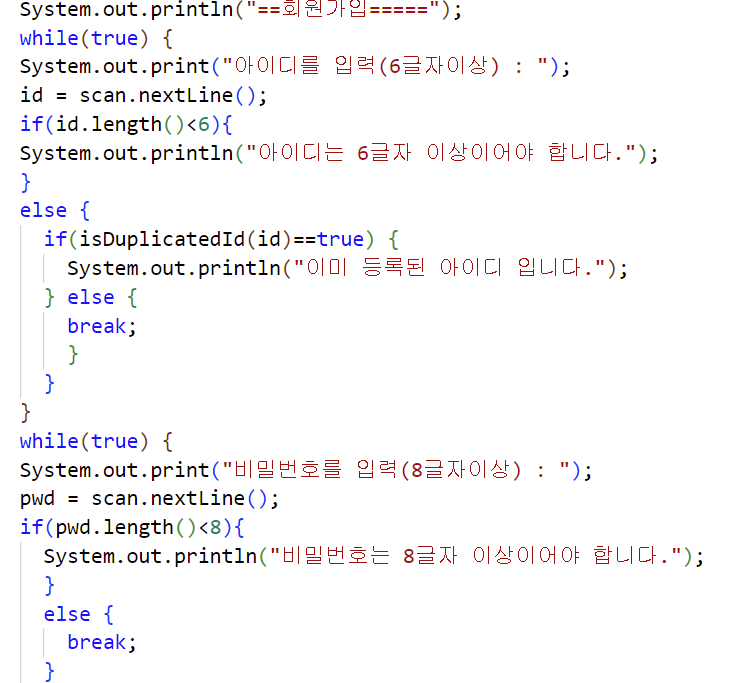 System.out.println("==회원가입=====");
while(true) {
System.out.print("아이디를 입력(6글자이상) : ");
id = scan.nextLine();
if(id.length()<6){
System.out.println("아이디는 6글자 이상이어야 합니다.");
}
else {
if(isDuplicatedId(id)==true) {
System.out.println("이미 등록된 아이디 입니다.");
} else {
break;
}
}
}
while(true) {
System.out.print("비밀번호를 입력(8글자이상) : ");
pwd = scan.nextLine();
if(pwd.length()<8){
System.out.println("비밀번호는 8글자 이상이어야 합니다.");
}
else {
break;
}